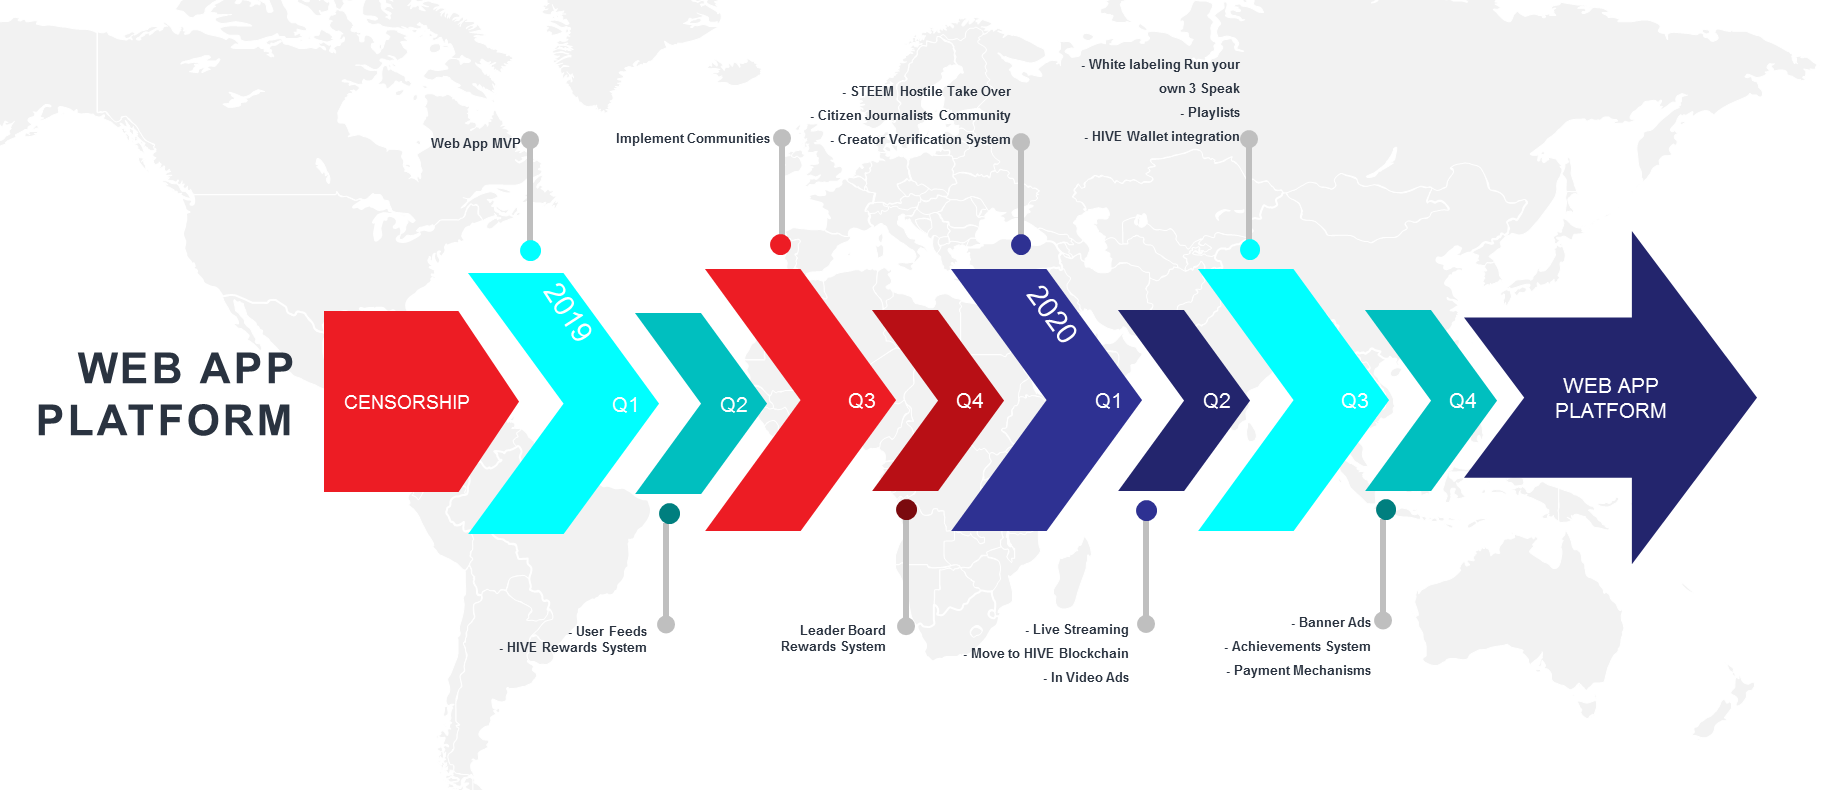 WEB APP
PLATFORM
CENSORSHIP
2019
Q1
Web App MVP
Q2
- User Feeds
- HIVE Rewards System
Q3
Implement Communities
Q4
Leader Board
Rewards System
2020
Q1
- STEEM Hostile Take Over
- Citizen Journalists Community
- Creator Verification System
Q2
- Live Streaming
- Move to HIVE Blockchain
- In Video Ads
Q3
- White labeling Run your
own 3 Speak
- Playlists
- HIVE Wallet integration
Q4
- Banner Ads
- Achievements System
- Payment Mechanisms
WEB APP
PLATFORM